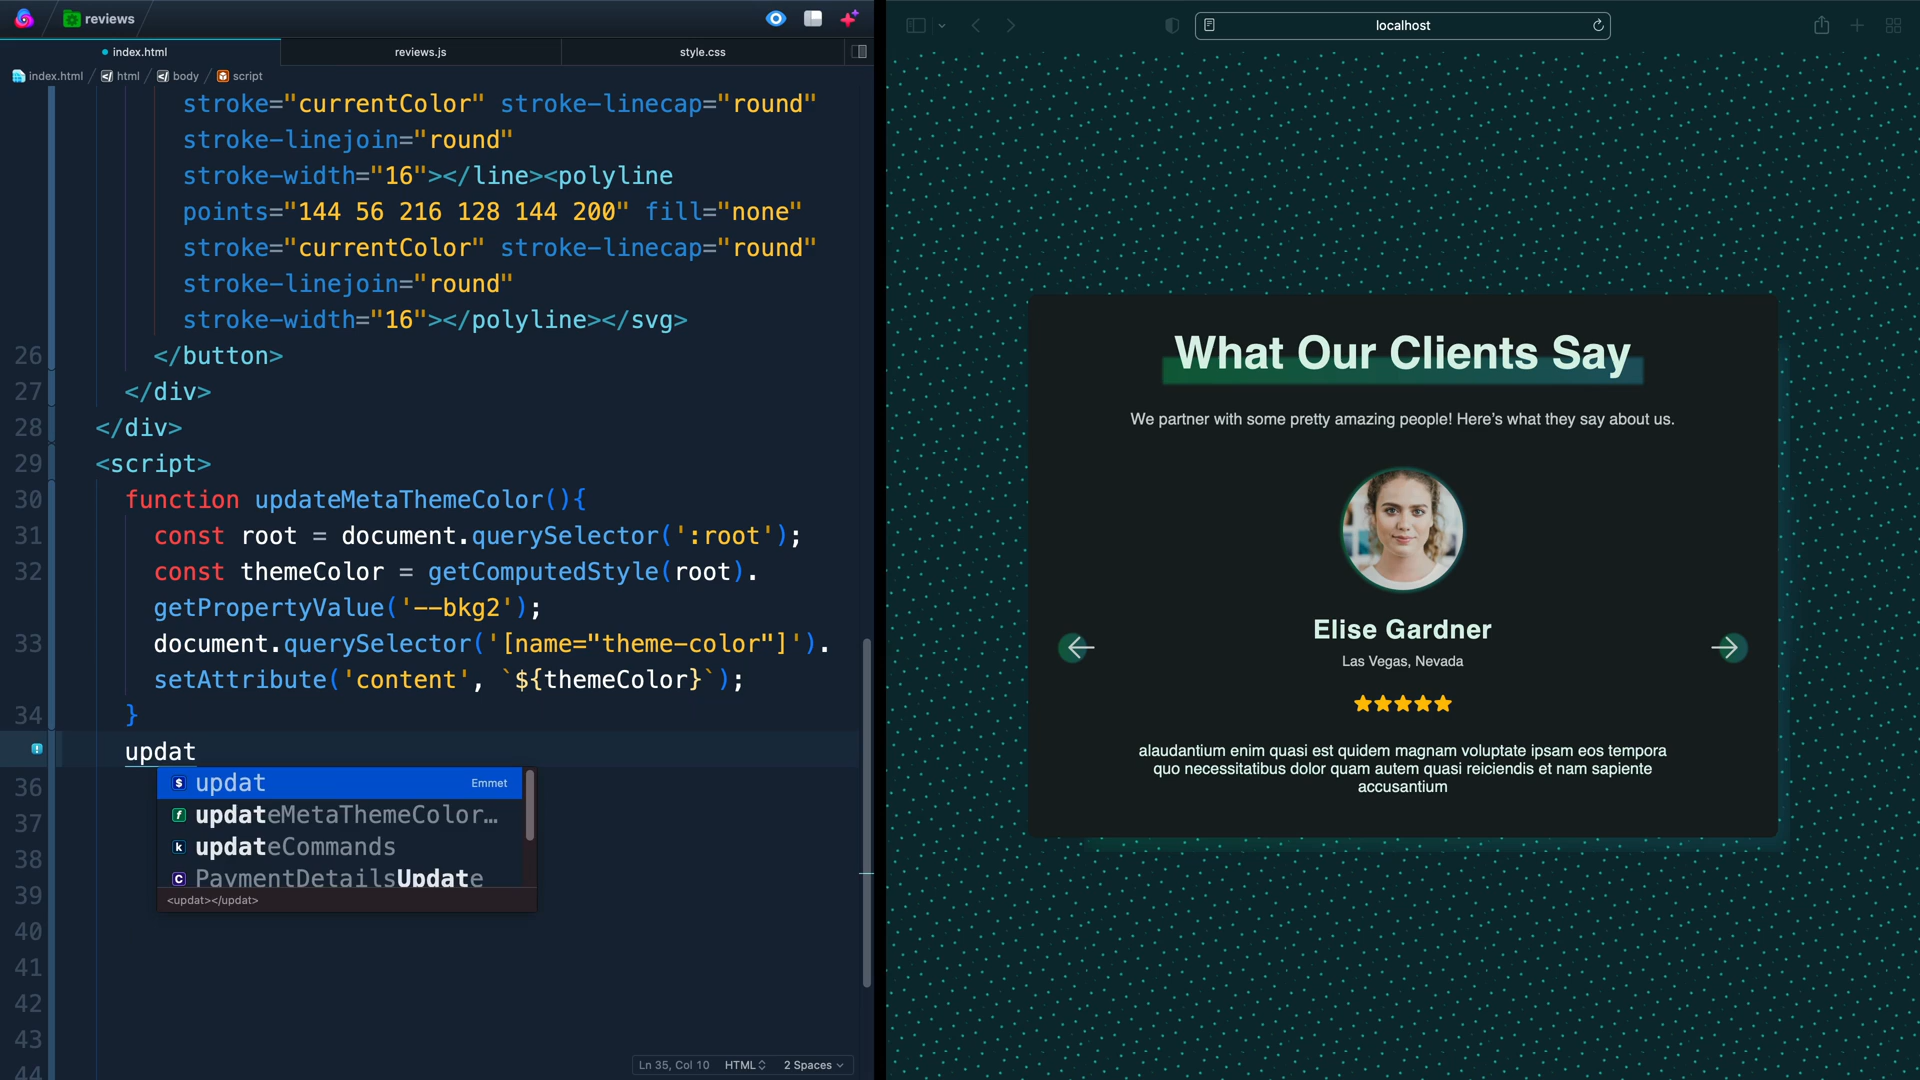 reviews
index.html
reviews.js
style.css
index.html
html
body
script
stroke="currentColor" stroke-linecap="round"
stroke-linejoin="round"
stroke-width="16"></line><polyline
points="144 56 216 128 144 200" fill="none"
stroke="currentColor" stroke-linecap="round"
stroke-linejoin="round"
stroke-width="16"></polyline></svg>
26 </button>
27 </div>
28 </div>
29 <script>
30 function updateMetaThemeColor(){
31 const root = document.querySelector(':root');
32 const themeColor = getComputedStyle(root).
getPropertyValue('--bkg2');
33 document.querySelector('[name="theme-color"]').
setAttribute('content', `${themeColor}`);
34 }
updat
36
37
38
39
40
41
42
43
44
updat Emmet
updateMetaThemeColor…
updateCommands
PaymentDetailsUpdate
<updat></updat>
Ln 35, Col 10
HTML
2 Spaces
localhost
What Our Clients Say
We partner with some pretty amazing people! Here's what they say about us.
Elise Gardner
Las Vegas, Nevada
alaudantium enim quasi est quidem magnam voluptate ipsam eos tempora
quo necessitatibus dolor quam autem quasi reiciendis et nam sapiente
accusantium